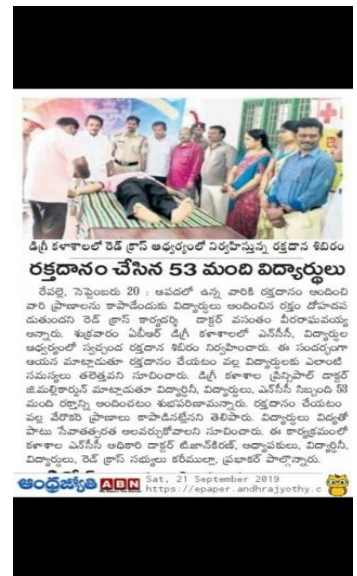 డిగ్రీ కళాశాలలో రెడ్ క్రాస్ ఆధ్వర్యంలో నిర్వహిస్తున్న రక్తదాన శిబిరం
రక్తదానం చేసిన 53 మంది విద్యార్థులు
రేపల్లె, సెప్టెంబరు 20 : ఆపదలో ఉన్న వారికి రక్తదానం అందించి
వారి ప్రాణాలను కాపాడేందుకు విద్యార్థులు అందించిన రక్తం దోహదప
డుతుందని రెడ్ క్రాస్ కార్యదర్శి డాక్టర్ వసంతం వీరరాఘవయ్య
అన్నారు. శుక్రవారం ఏబీఆర్ డిగ్రీ కళాశాలలో ఎన్‌సీసీ, విద్యార్థుల
ఆధ్వర్యంలో స్వచ్ఛంద రక్తదాన శిబిరం నిర్వహించారు. ఈ సందర్భంగా
ఆయన మాట్లాడుతూ రక్తదానం చేయటం వల్ల విద్యార్థులకు ఎలాంటి
సమస్యలు తలెత్తవని సూచించారు. డిగ్రీ కళాశాల ప్రిన్సిపాల్ డాక్టర్
జి.మల్లికార్జున్ మాట్లాడుతూ విద్యార్థినీ, విద్యార్థులు, ఎన్‌సీసీ సిబ్బంది 53
మంది రక్తాన్ని అందించటం శుభపరిణామన్నారు. రక్తదానం చేయటం
వల్ల వేరొకరి ప్రాణాలు కాపాడినట్లేనని తెలిపారు. విద్యార్థులు విద్యతో
పాటు సేవాతత్పరత అలవర్చుకోవాలని సూచించారు. ఈ కార్యక్రమంలో
కళాశాల ఎన్‌సీసీ అధికారి డాక్టర్ టి.జాన్‌కిరణ్, అధ్యాపకులు, విద్యార్థినీ,
విద్యార్థులు, రెడ్ క్రాస్ సభ్యులు కరీముల్లా, ప్రభాకర్ పాల్గొన్నారు.
ఆంధ్రజ్యోతి ABN Sat, 21 September 2019
https://epaper.andhrajyothy.c